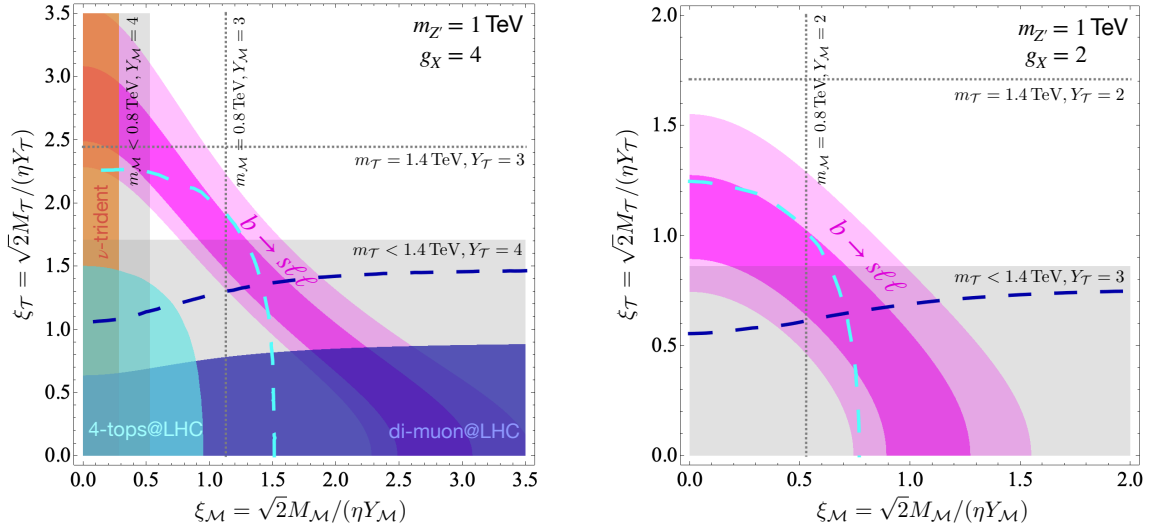 m_{Z′} = 1 TeV
g_X = 4
m_ℳ < 0.8 TeV, Y_ℳ = 4
m_ℳ = 0.8 TeV, Y_ℳ = 3
m_𝒯 = 1.4 TeV, Y_𝒯 = 3
ν-trident
b → sℓℓ
m_𝒯 < 1.4 TeV, Y_𝒯 = 4
4-tops@LHC
di-muon@LHC
ξ_𝒯 = √2M_𝒯/(ηY_𝒯)
3.5
3.0
2.5
2.0
1.5
1.0
0.5
0.0
0.0 0.5 1.0 1.5 2.0 2.5 3.0 3.5
ξ_ℳ = √2M_ℳ/(ηY_ℳ)
m_{Z′} = 1 TeV
g_X = 2
m_𝒯 = 1.4 TeV, Y_𝒯 = 2
m_ℳ = 0.8 TeV, Y_ℳ = 2
b → sℓℓ
m_𝒯 < 1.4 TeV, Y_𝒯 = 3
ξ_𝒯 = √2M_𝒯/(ηY_𝒯)
2.0
1.5
1.0
0.5
0.0
0.0 0.5 1.0 1.5 2.0
ξ_ℳ = √2M_ℳ/(ηY_ℳ)